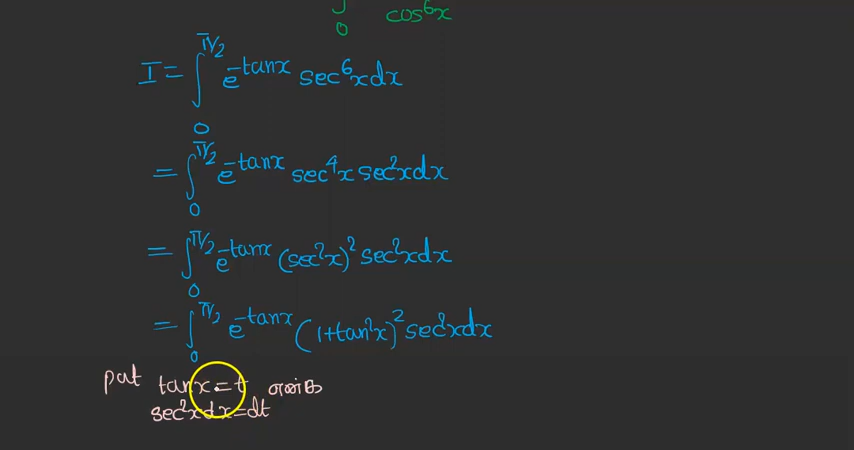 ∫₀ cos⁶x
I = ∫₀^{π/2} e^{-tanx} sec⁶x dx
= ∫₀^{π/2} e^{-tanx} sec⁴x sec²x dx
= ∫₀^{π/2} e^{-tanx} (sec²x)² sec²x dx
= ∫₀^{π/2} e^{-tanx} (1+tan²x)² sec²x dx
put tanx = t
sec²x dx = dt